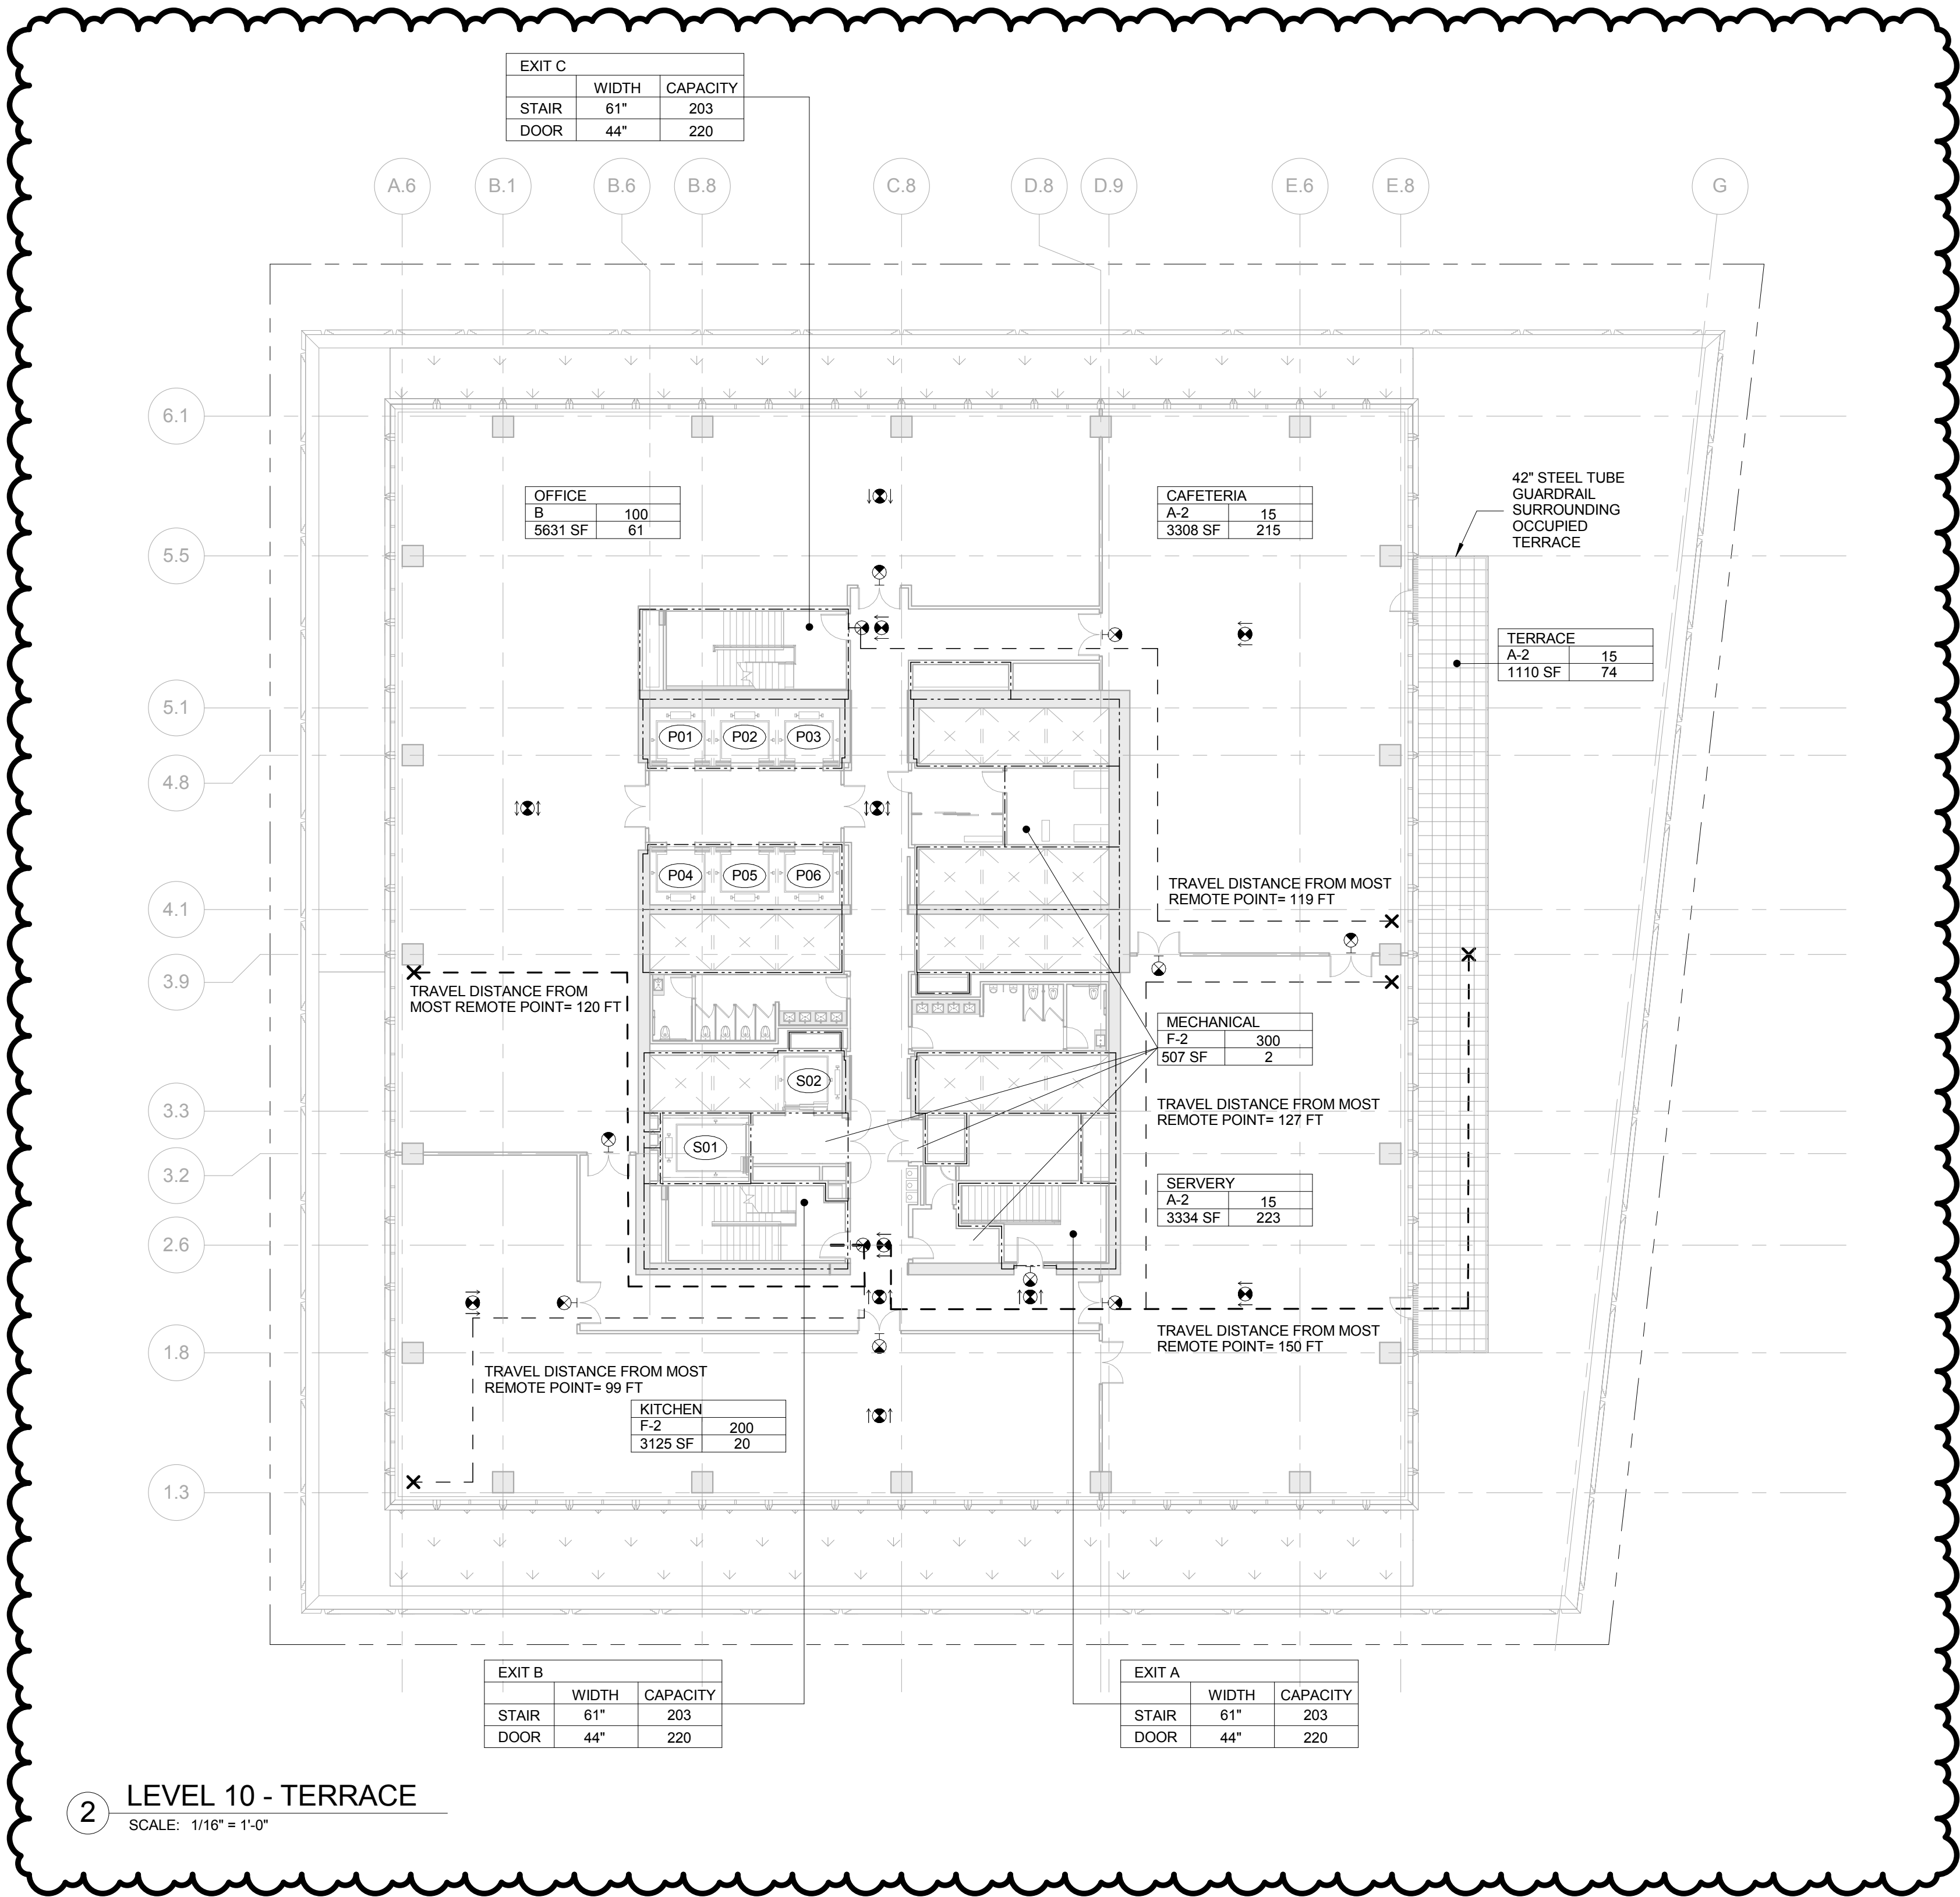 EXIT C
WIDTH CAPACITY
STAIR 61" 203
DOOR 44" 220
A.6 B.1 B.6 B.8 C.8 D.8 D.9 E.6 E.8 G
6.1
5.5
5.1
4.8
4.1
3.9
3.3
3.2
2.6
1.8
1.3
OFFICE
B 100
5631 SF 61
CAFETERIA
A-2 15
3308 SF 215
42" STEEL TUBE
GUARDRAIL
SURROUNDING
OCCUPIED
TERRACE
TERRACE
A-2 15
1110 SF 74
P01 P02 P03
P04 P05 P06
TRAVEL DISTANCE FROM MOST
REMOTE POINT= 119 FT
TRAVEL DISTANCE FROM
MOST REMOTE POINT= 120 FT
MECHANICAL
F-2 300
507 SF 2
S02
S01
TRAVEL DISTANCE FROM MOST
REMOTE POINT= 127 FT
SERVERY
A-2 15
3334 SF 223
TRAVEL DISTANCE FROM MOST
REMOTE POINT= 150 FT
TRAVEL DISTANCE FROM MOST
REMOTE POINT= 99 FT
KITCHEN
F-2 200
3125 SF 20
EXIT B
WIDTH CAPACITY
STAIR 61" 203
DOOR 44" 220
EXIT A
WIDTH CAPACITY
STAIR 61" 203
DOOR 44" 220
2 LEVEL 10 - TERRACE
SCALE: 1/16" = 1'-0"